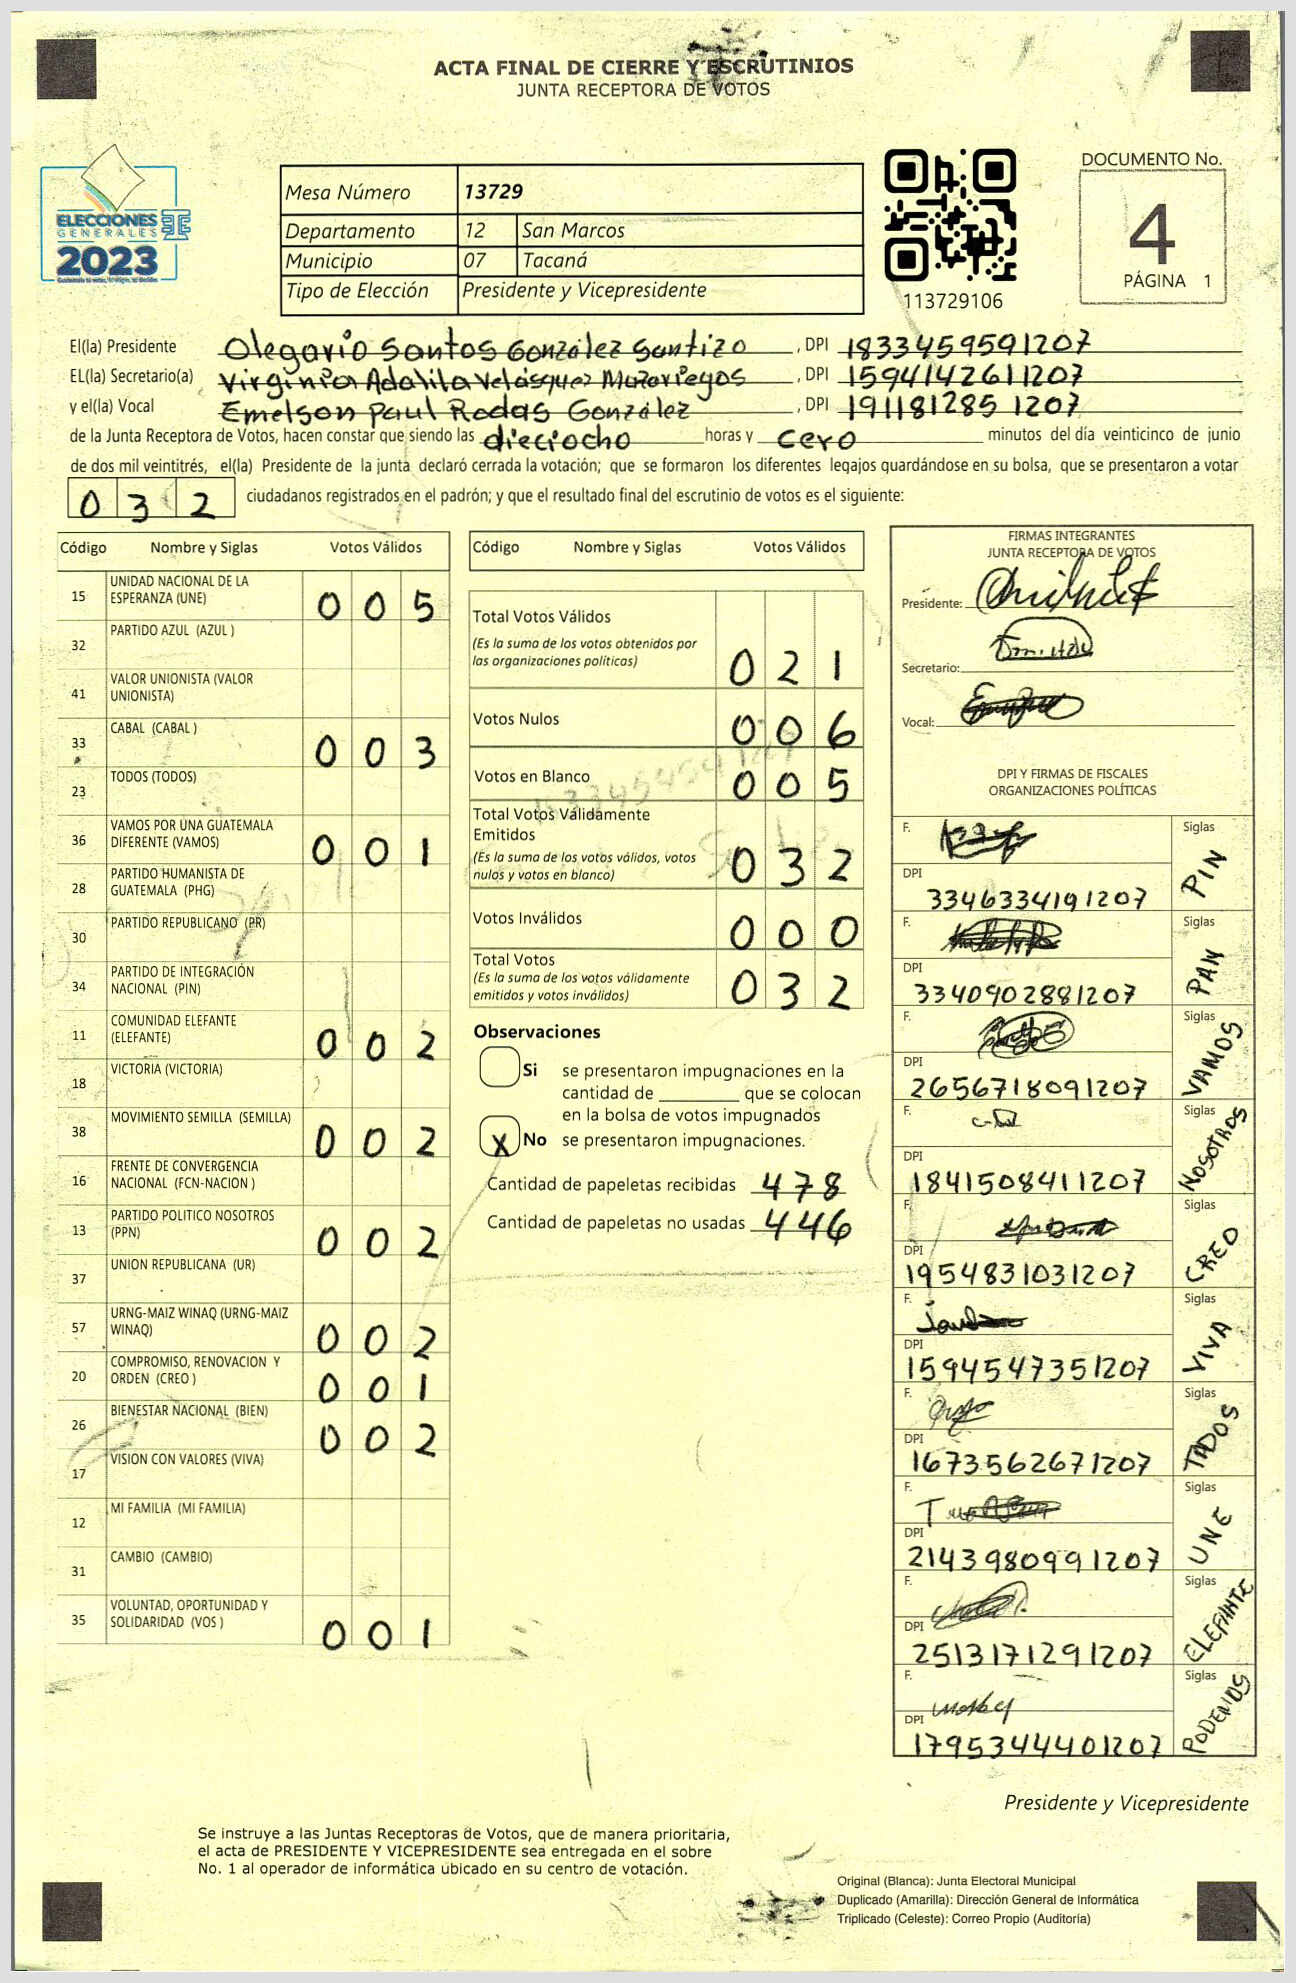 ACTA FINAL DE CIERRE Y ESCRUTINIOS
JUNTA RECEPTORA DE VOTOS
ELECCIONES
GENERALES
2023
Mesa Número 13729
Departamento 12 San Marcos
Municipio 07 Tacaná
Tipo de Elección Presidente y Vicepresidente
113729106
DOCUMENTO No.
4
PÁGINA 1
El(la) Presidente Olegario Santos González Santizo , DPI 1833459591207
EL(la) Secretario(a) Virginia Adalila Velásquez Mazariegos , DPI 1594142611207
y el(la) Vocal Emelson Paul Rodas González , DPI 1911812851207
de la Junta Receptora de Votos, hacen constar que siendo las dieciocho horas y cero minutos del día veinticinco de junio
de dos mil veintitrés, el(la) Presidente de la junta declaró cerrada la votación; que se formaron los diferentes legajos guardándose en su bolsa, que se presentaron a votar
0 3 2 ciudadanos registrados en el padrón; y que el resultado final del escrutinio de votos es el siguiente:
Código Nombre y Siglas Votos Válidos
15 UNIDAD NACIONAL DE LA
ESPERANZA (UNE) 0 0 5
32 PARTIDO AZUL (AZUL )
41 VALOR UNIONISTA (VALOR
UNIONISTA)
33 CABAL (CABAL ) 0 0 3
23 TODOS (TODOS)
36 VAMOS POR UNA GUATEMALA
DIFERENTE (VAMOS) 0 0 1
28 PARTIDO HUMANISTA DE
GUATEMALA (PHG)
30 PARTIDO REPUBLICANO (PR)
34 PARTIDO DE INTEGRACIÓN
NACIONAL (PIN)
11 COMUNIDAD ELEFANTE
(ELEFANTE) 0 0 2
18 VICTORIA (VICTORIA)
38 MOVIMIENTO SEMILLA (SEMILLA) 0 0 2
16 FRENTE DE CONVERGENCIA
NACIONAL (FCN-NACION )
13 PARTIDO POLITICO NOSOTROS
(PPN) 0 0 2
37 UNION REPUBLICANA (UR)
57 URNG-MAIZ WINAQ (URNG-MAIZ
WINAQ) 0 0 2
20 COMPROMISO, RENOVACION Y
ORDEN (CREO ) 0 0 1
26 BIENESTAR NACIONAL (BIEN) 0 0 2
17 VISION CON VALORES (VIVA)
12 MI FAMILIA (MI FAMILIA)
31 CAMBIO (CAMBIO)
35 VOLUNTAD, OPORTUNIDAD Y
SOLIDARIDAD (VOS ) 0 0 1
Código Nombre y Siglas Votos Válidos
Total Votos Válidos
(Es la suma de los votos obtenidos por
las organizaciones políticas) 0 2 1
Votos Nulos 0 0 6
Votos en Blanco 0 0 5
Total Votos Válidamente
Emitidos
(Es la suma de los votos válidos, votos
nulos y votos en blanco) 0 3 2
Votos Inválidos 0 0 0
Total Votos
(Es la suma de los votos válidamente
emitidos y votos inválidos) 0 3 2
Observaciones
Si se presentaron impugnaciones en la
cantidad de ________ que se colocan
en la bolsa de votos impugnados
X No se presentaron impugnaciones.
Cantidad de papeletas recibidas 478
Cantidad de papeletas no usadas 446
FIRMAS INTEGRANTES
JUNTA RECEPTORA DE VOTOS
Presidente:
Secretario:
Vocal:
DPI Y FIRMAS DE FISCALES
ORGANIZACIONES POLÍTICAS
F. Siglas
DPI 3346334191207 PIN
F. Siglas
DPI 3340902881207 PAN
F. Siglas
DPI 2656718091207 VAMOS
F. Siglas
DPI 1841508411207 NOSOTROS
F. Siglas
DPI 1954831031207 CREO
F. Siglas
DPI 1594547351207 VIVA
F. Siglas
DPI 1673562671207 TADOS
F. Siglas
DPI 2143980991207 UNE
F. Siglas
DPI 2513171291207 ELEFANTE
F. Siglas
DPI 1795344401207 PODEMOS
Presidente y Vicepresidente
Se instruye a las Juntas Receptoras de Votos, que de manera prioritaria,
el acta de PRESIDENTE Y VICEPRESIDENTE sea entregada en el sobre
No. 1 al operador de informática ubicado en su centro de votación.
Original (Blanca): Junta Electoral Municipal
Duplicado (Amarilla): Dirección General de Informática
Triplicado (Celeste): Correo Propio (Auditoría)